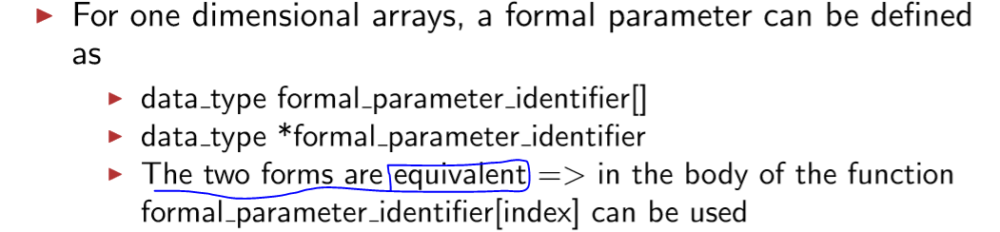 For one dimensional arrays, a formal parameter can be defined
as
data_type formal_parameter_identifier[]
data_type *formal_parameter_identifier
The two forms are equivalent => in the body of the function
formal_parameter_identifier[index] can be used